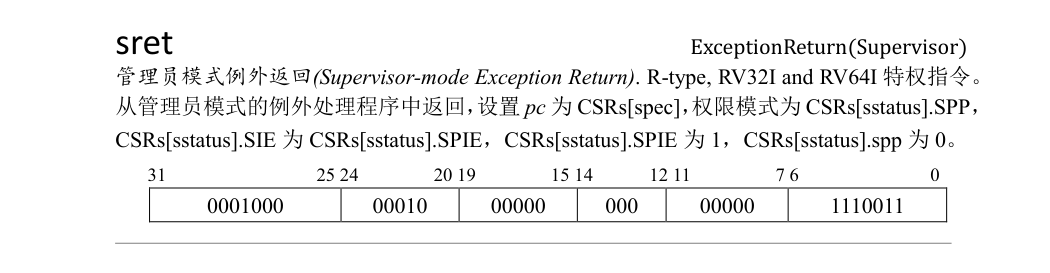 sret ExceptionReturn(Supervisor)
管理员模式例外返回(Supervisor-mode Exception Return). R-type, RV32I and RV64I 特权指令。
从管理员模式的例外处理程序中返回，设置 pc 为 CSRs[spec]，权限模式为 CSRs[sstatus].SPP，
CSRs[sstatus].SIE 为 CSRs[sstatus].SPIE，CSRs[sstatus].SPIE 为 1，CSRs[sstatus].spp 为 0。
31 25 24 20 19 15 14 12 11 7 6 0
0001000 00010 00000 000 00000 1110011